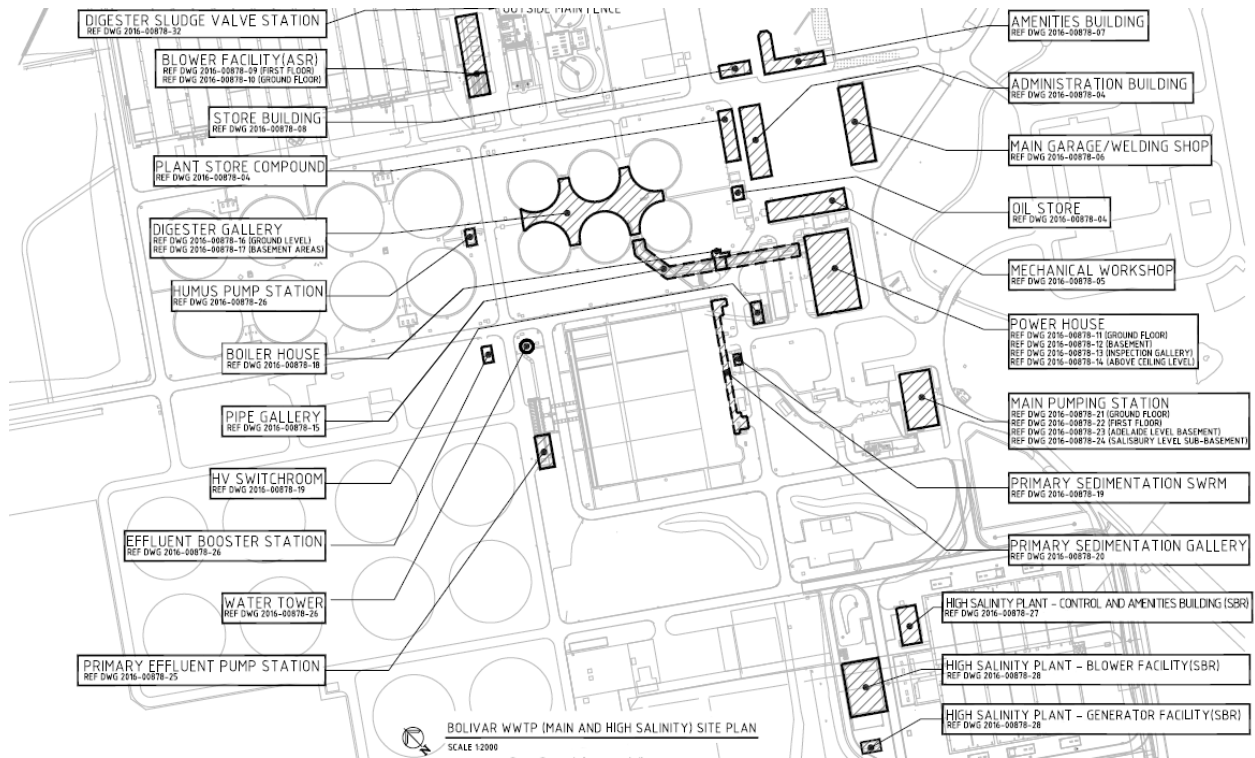 DIGESTER SLUDGE VALVE STATION
REF DWG 2016-00878-32
OUTSIDE MAIN FENCE
BLOWER FACILITY(ASR)
REF DWG 2016-00878-09 (FIRST FLOOR)
REF DWG 2016-00878-10 (GROUND FLOOR)
STORE BUILDING
REF DWG 2016-00878-08
PLANT STORE COMPOUND
REF DWG 2016-00878-04
DIGESTER GALLERY
REF DWG 2016-00878-16 (GROUND LEVEL)
REF DWG 2016-00878-17 (BASEMENT AREAS)
HUMUS PUMP STATION
REF DWG 2016-00878-26
BOILER HOUSE
REF DWG 2016-00878-18
PIPE GALLERY
REF DWG 2016-00878-15
HV SWITCHROOM
REF DWG 2016-00878-19
EFFLUENT BOOSTER STATION
REF DWG 2016-00878-26
WATER TOWER
REF DWG 2016-00878-26
PRIMARY EFFLUENT PUMP STATION
REF DWG 2016-00878-25
AMENITIES BUILDING
REF DWG 2016-00878-07
ADMINISTRATION BUILDING
REF DWG 2016-00878-04
MAIN GARAGE/WELDING SHOP
REF DWG 2016-00878-06
OIL STORE
REF DWG 2016-00878-04
MECHANICAL WORKSHOP
REF DWG 2016-00878-05
POWER HOUSE
REF DWG 2016-00878-11 (GROUND FLOOR)
REF DWG 2016-00878-12 (BASEMENT)
REF DWG 2016-00878-13 (INSPECTION GALLERY)
REF DWG 2016-00878-14 (ABOVE CEILING LEVEL)
MAIN PUMPING STATION
REF DWG 2016-00878-21 (GROUND FLOOR)
REF DWG 2016-00878-22 (FIRST FLOOR)
REF DWG 2016-00878-23 (ADELAIDE LEVEL BASEMENT)
REF DWG 2016-00878-24 (SALISBURY LEVEL SUB-BASEMENT)
PRIMARY SEDIMENTATION SWRM
REF DWG 2016-00878-19
PRIMARY SEDIMENTATION GALLERY
REF DWG 2016-00878-20
HIGH SALINITY PLANT - CONTROL AND AMENITIES BUILDING (SBR)
REF DWG 2016-00878-27
HIGH SALINITY PLANT - BLOWER FACILITY(SBR)
REF DWG 2016-00878-28
HIGH SALINITY PLANT - GENERATOR FACILITY(SBR)
REF DWG 2016-00878-28
BOLIVAR WWTP (MAIN AND HIGH SALINITY) SITE PLAN
SCALE 1:2000
N